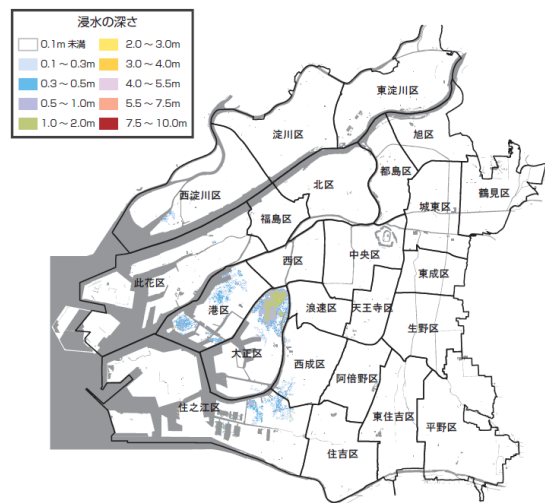 浸水の深さ
0.1m 未満
0.1～0.3m
0.3～0.5m
0.5～1.0m
1.0～2.0m
2.0～3.0m
3.0～4.0m
4.0～5.5m
5.5～7.5m
7.5～10.0m
東淀川区
淀川区
旭区
都島区
北区
鶴見区
西淀川区
城東区
福島区
中央区
西区
東成区
此花区
港区
浪速区
天王寺区
生野区
大正区
西成区
阿倍野区
住之江区
東住吉区
平野区
住吉区